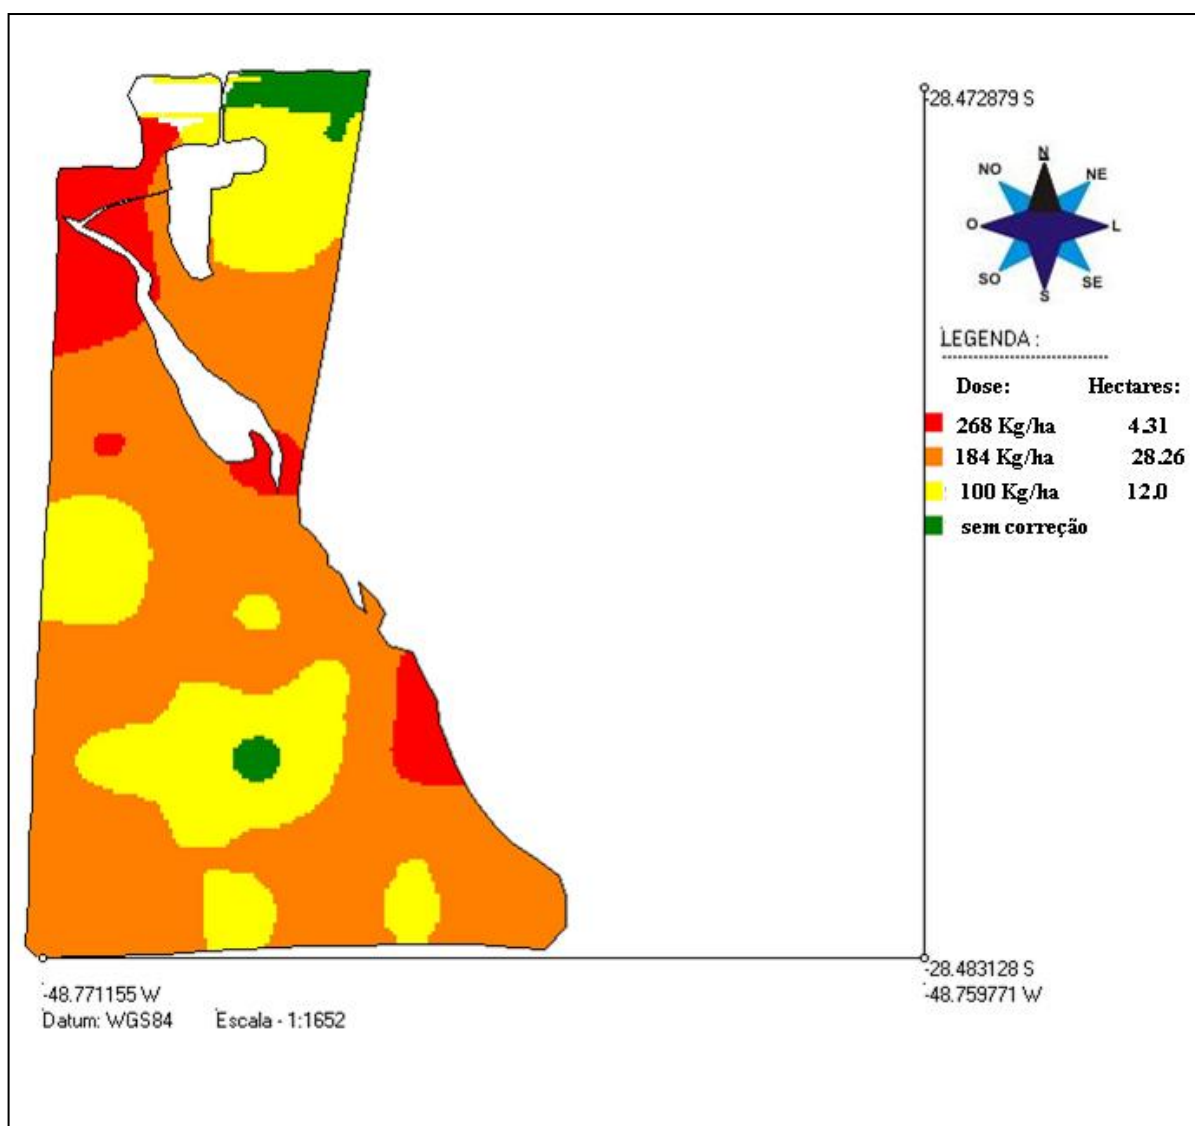 -28.472879 S
N
NO
NE
O
L
SO
SE
S
LEGENDA :
Dose: Hectares:
268 Kg/ha 4.31
184 Kg/ha 28.26
100 Kg/ha 12.0
sem correção
-28.483128 S
-48.771155 W
-48.759771 W
Datum: WGS84 Escala - 1:1652